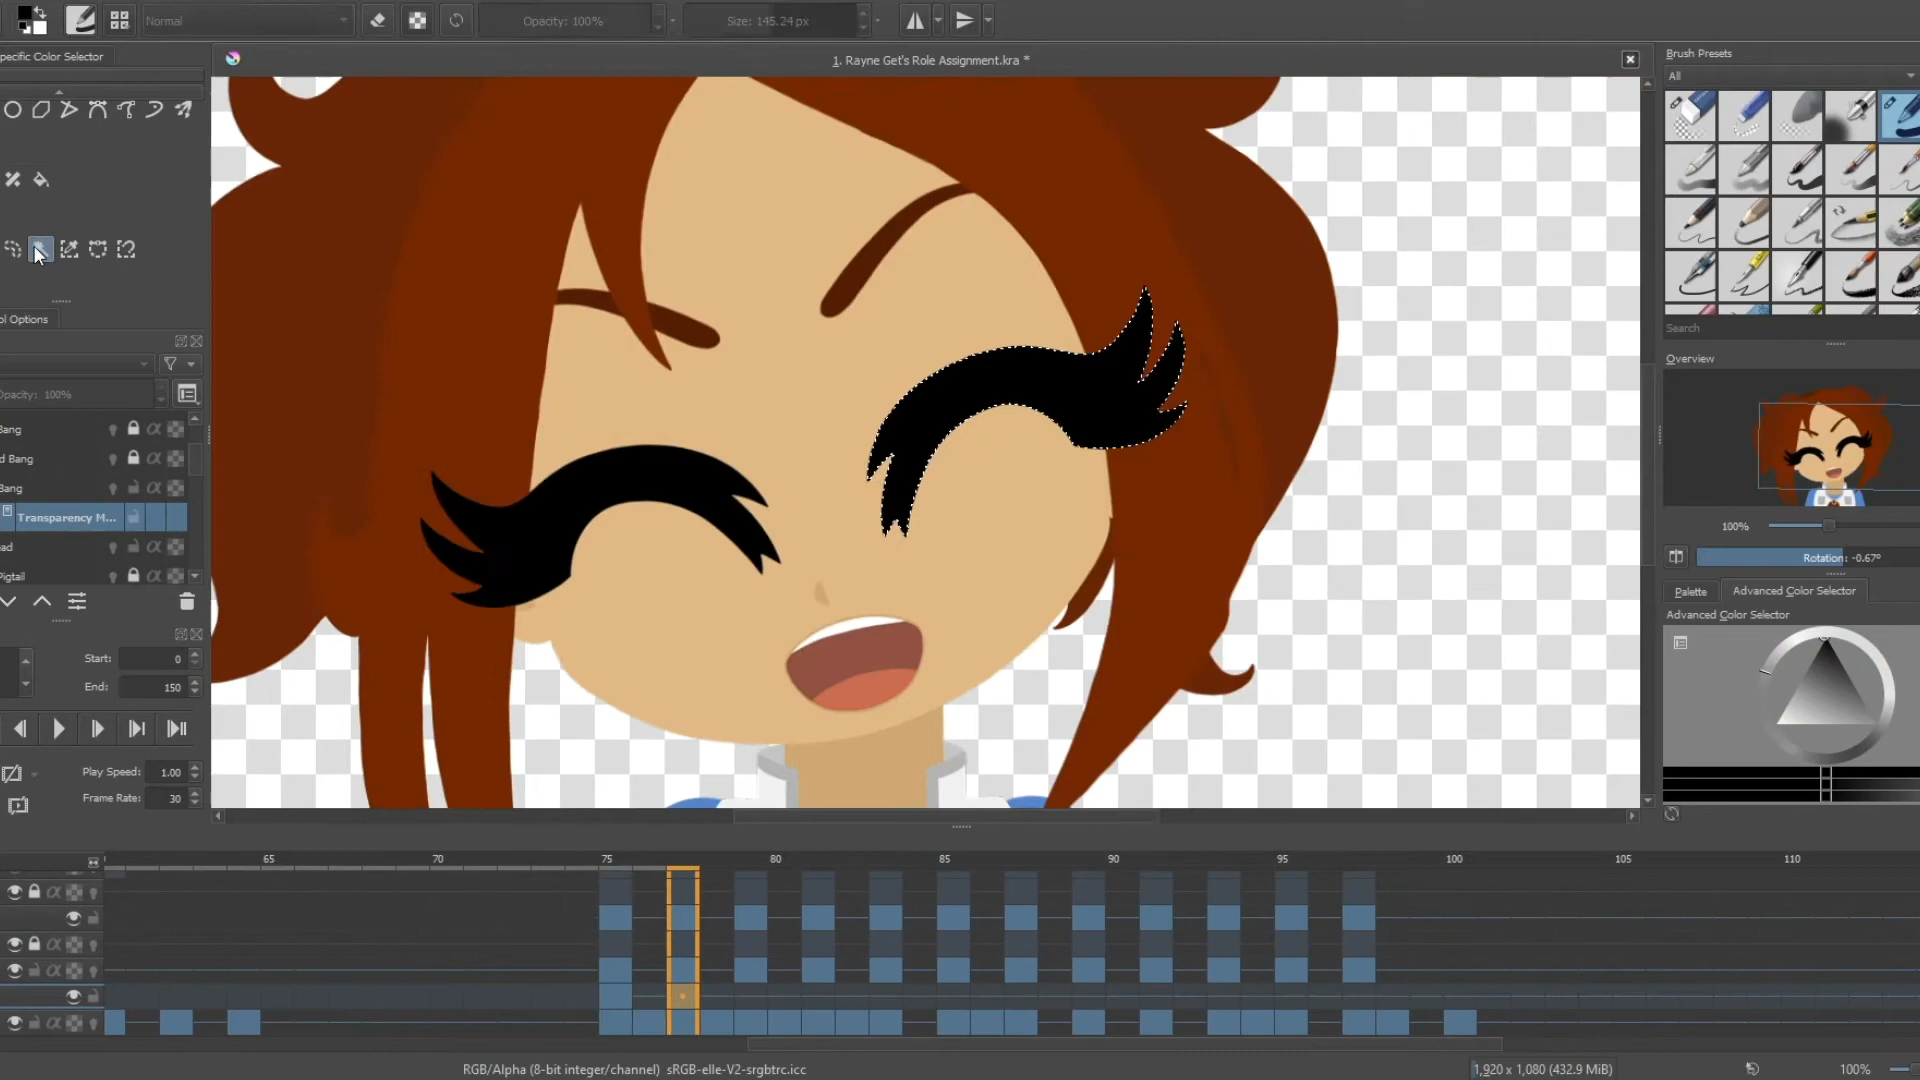 Normal
Opacity: 100%
Size: 145.24 px
pecific Color Selector
1. Rayne Get's Role Assignment.kra *
Brush Presets
All
ol Options
Opacity: 100%
Bang
d Bang
Bang
Transparency M...
ead
Pigtail
Search
Overview
100%
Rotation: -0.67°
Palette
Advanced Color Selector
Advanced Color Selector
Start: 0
End: 150
Play Speed: 1.00
Frame Rate: 30
65 70 75 80 85 90 95 100 105 110
RGB/Alpha (8-bit integer/channel) sRGB-elle-V2-srgbtrc.icc
1,920 x 1,080 (432.9 MiB)
100%